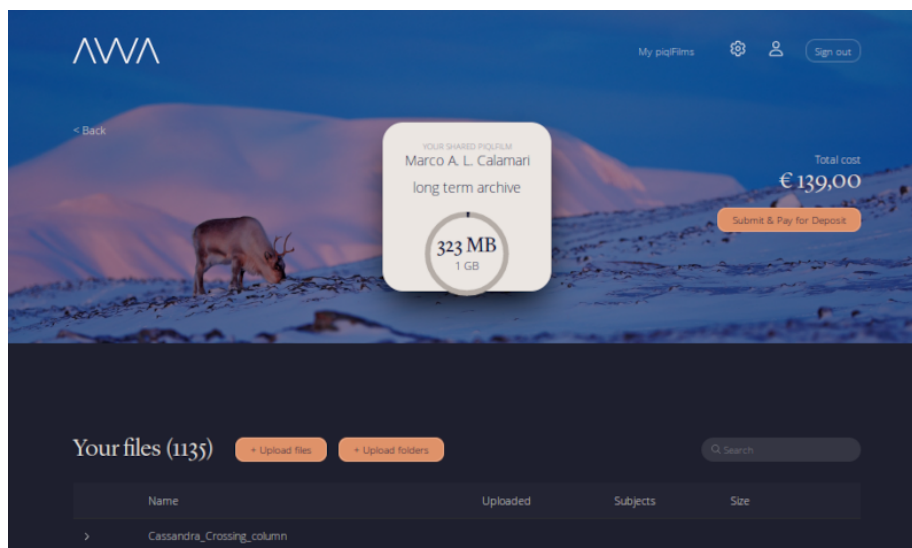 AWA
My piqlFilms
Sign out
< Back
YOUR SHARED PIQLFILM
Marco A. L. Calamari
long term archive
323 MB
1 GB
Total cost
€ 139,00
Submit & Pay for Deposit
Your files (1135)
+ Upload files
+ Upload folders
Search
Name Uploaded Subjects Size
> Cassandra_Crossing_column